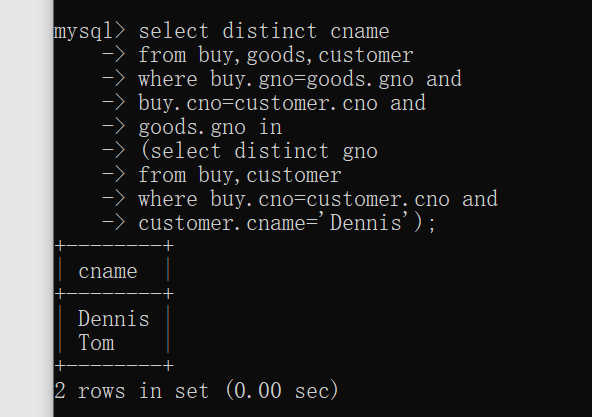 mysql> select distinct cname
-> from buy,goods,customer
-> where buy.gno=goods.gno and
-> buy.cno=customer.cno and
-> goods.gno in
-> (select distinct gno
-> from buy,customer
-> where buy.cno=customer.cno and
-> customer.cname='Dennis');
+--------+
| cname  |
+--------+
| Dennis |
| Tom    |
+--------+
2 rows in set (0.00 sec)